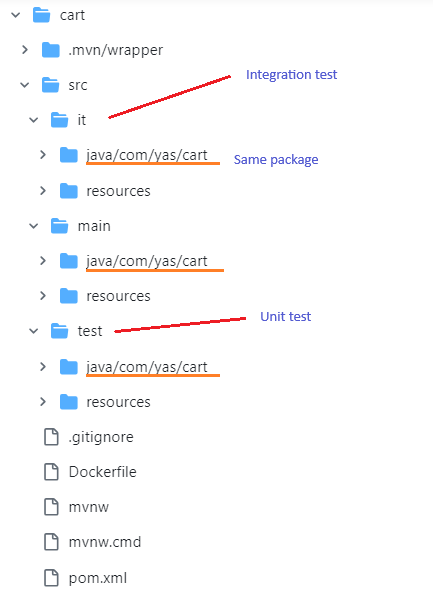 cart
.mvn/wrapper
src
Integration test
it
java/com/yas/cart
Same package
resources
main
java/com/yas/cart
resources
Unit test
test
java/com/yas/cart
resources
.gitignore
Dockerfile
mvnw
mvnw.cmd
pom.xml